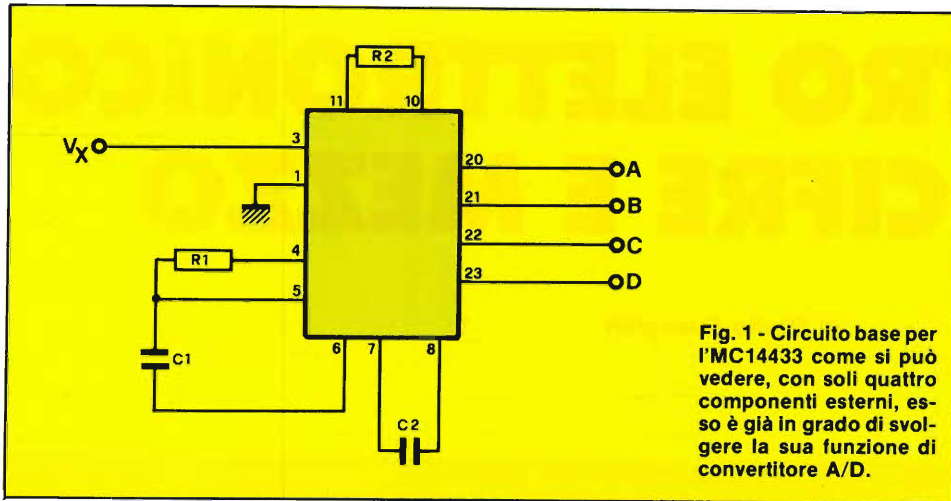 R2
11
10
3
Vx
20
A
1
21
B
22
C
R1
4
23
D
5
C1
6
7
8
C2
Fig. 1 - Circuito base per
l'MC14433 come si può
vedere, con soli quattro
componenti esterni, es-
so è già in grado di svol-
gere la sua funzione di
convertitore A/D.